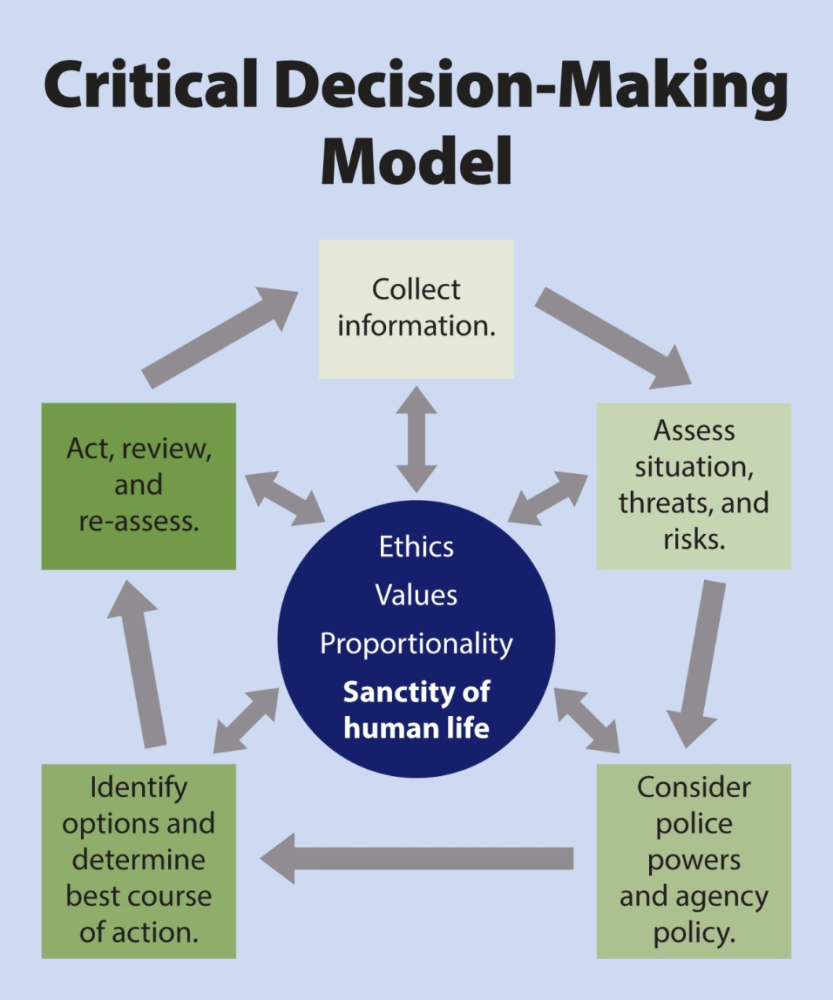 Critical Decision-Making
Model
Collect
information.
Act, review,
and
re-assess.
Assess
situation,
threats, and
risks.
Ethics
Values
Proportionality
Sanctity of
human life
Identify
options and
determine
best course
of action.
Consider
police
powers
and agency
policy.